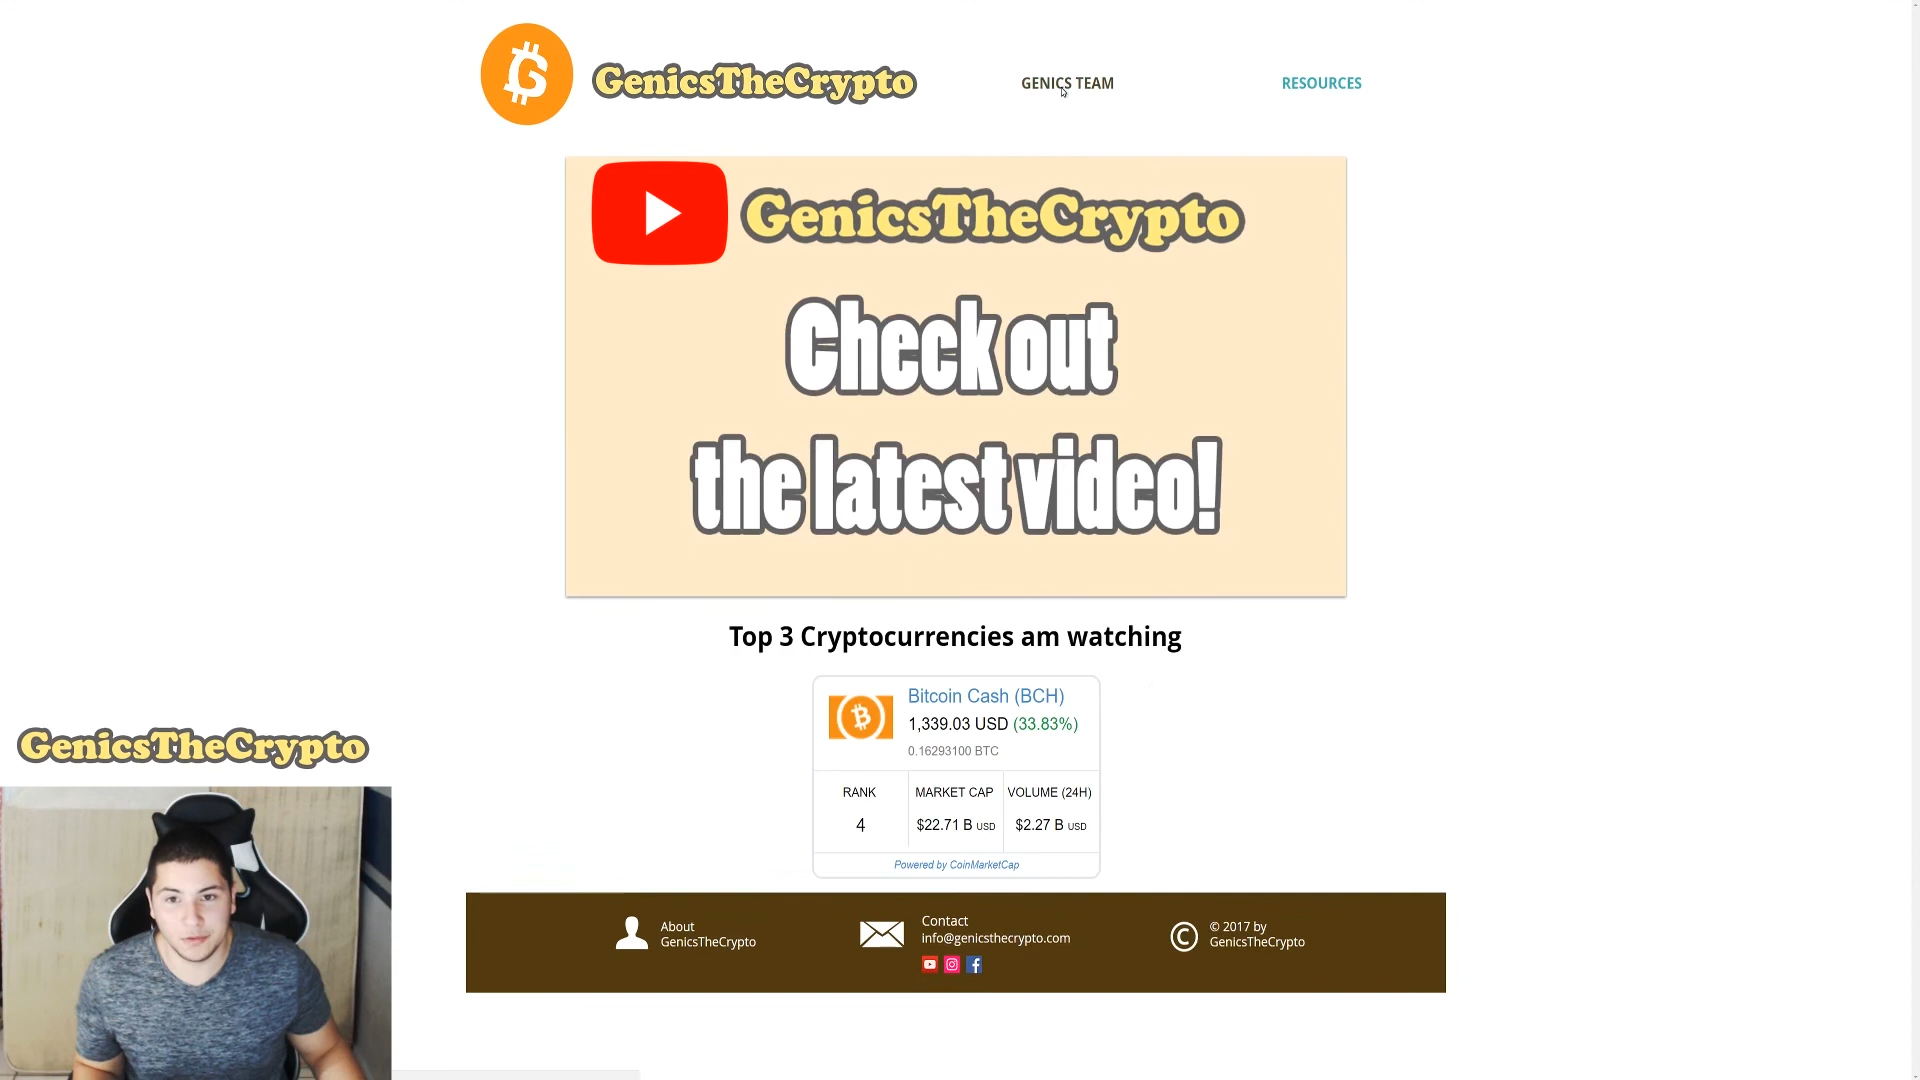 GenicsTheCrypto
GENICS TEAM
RESOURCES
GenicsTheCrypto
Check out
the latest video!
Top 3 Cryptocurrencies am watching
Bitcoin Cash (BCH)
1,339.03 USD (33.83%)
0.16293100 BTC
RANK MARKET CAP VOLUME (24H)
4 $22.71 B USD $2.27 B USD
Powered by CoinMarketCap
GenicsTheCrypto
About
GenicsTheCrypto
Contact
info@genicsthecrypto.com
© 2017 by
GenicsTheCrypto